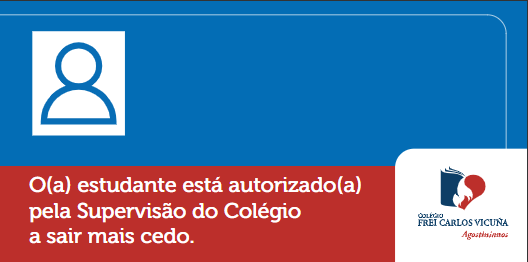 O(a) estudante está autorizado(a)
pela Supervisão do Colégio
a sair mais cedo.
COLÉGIO
FREI CARLOS VICUÑA
Agostinianos